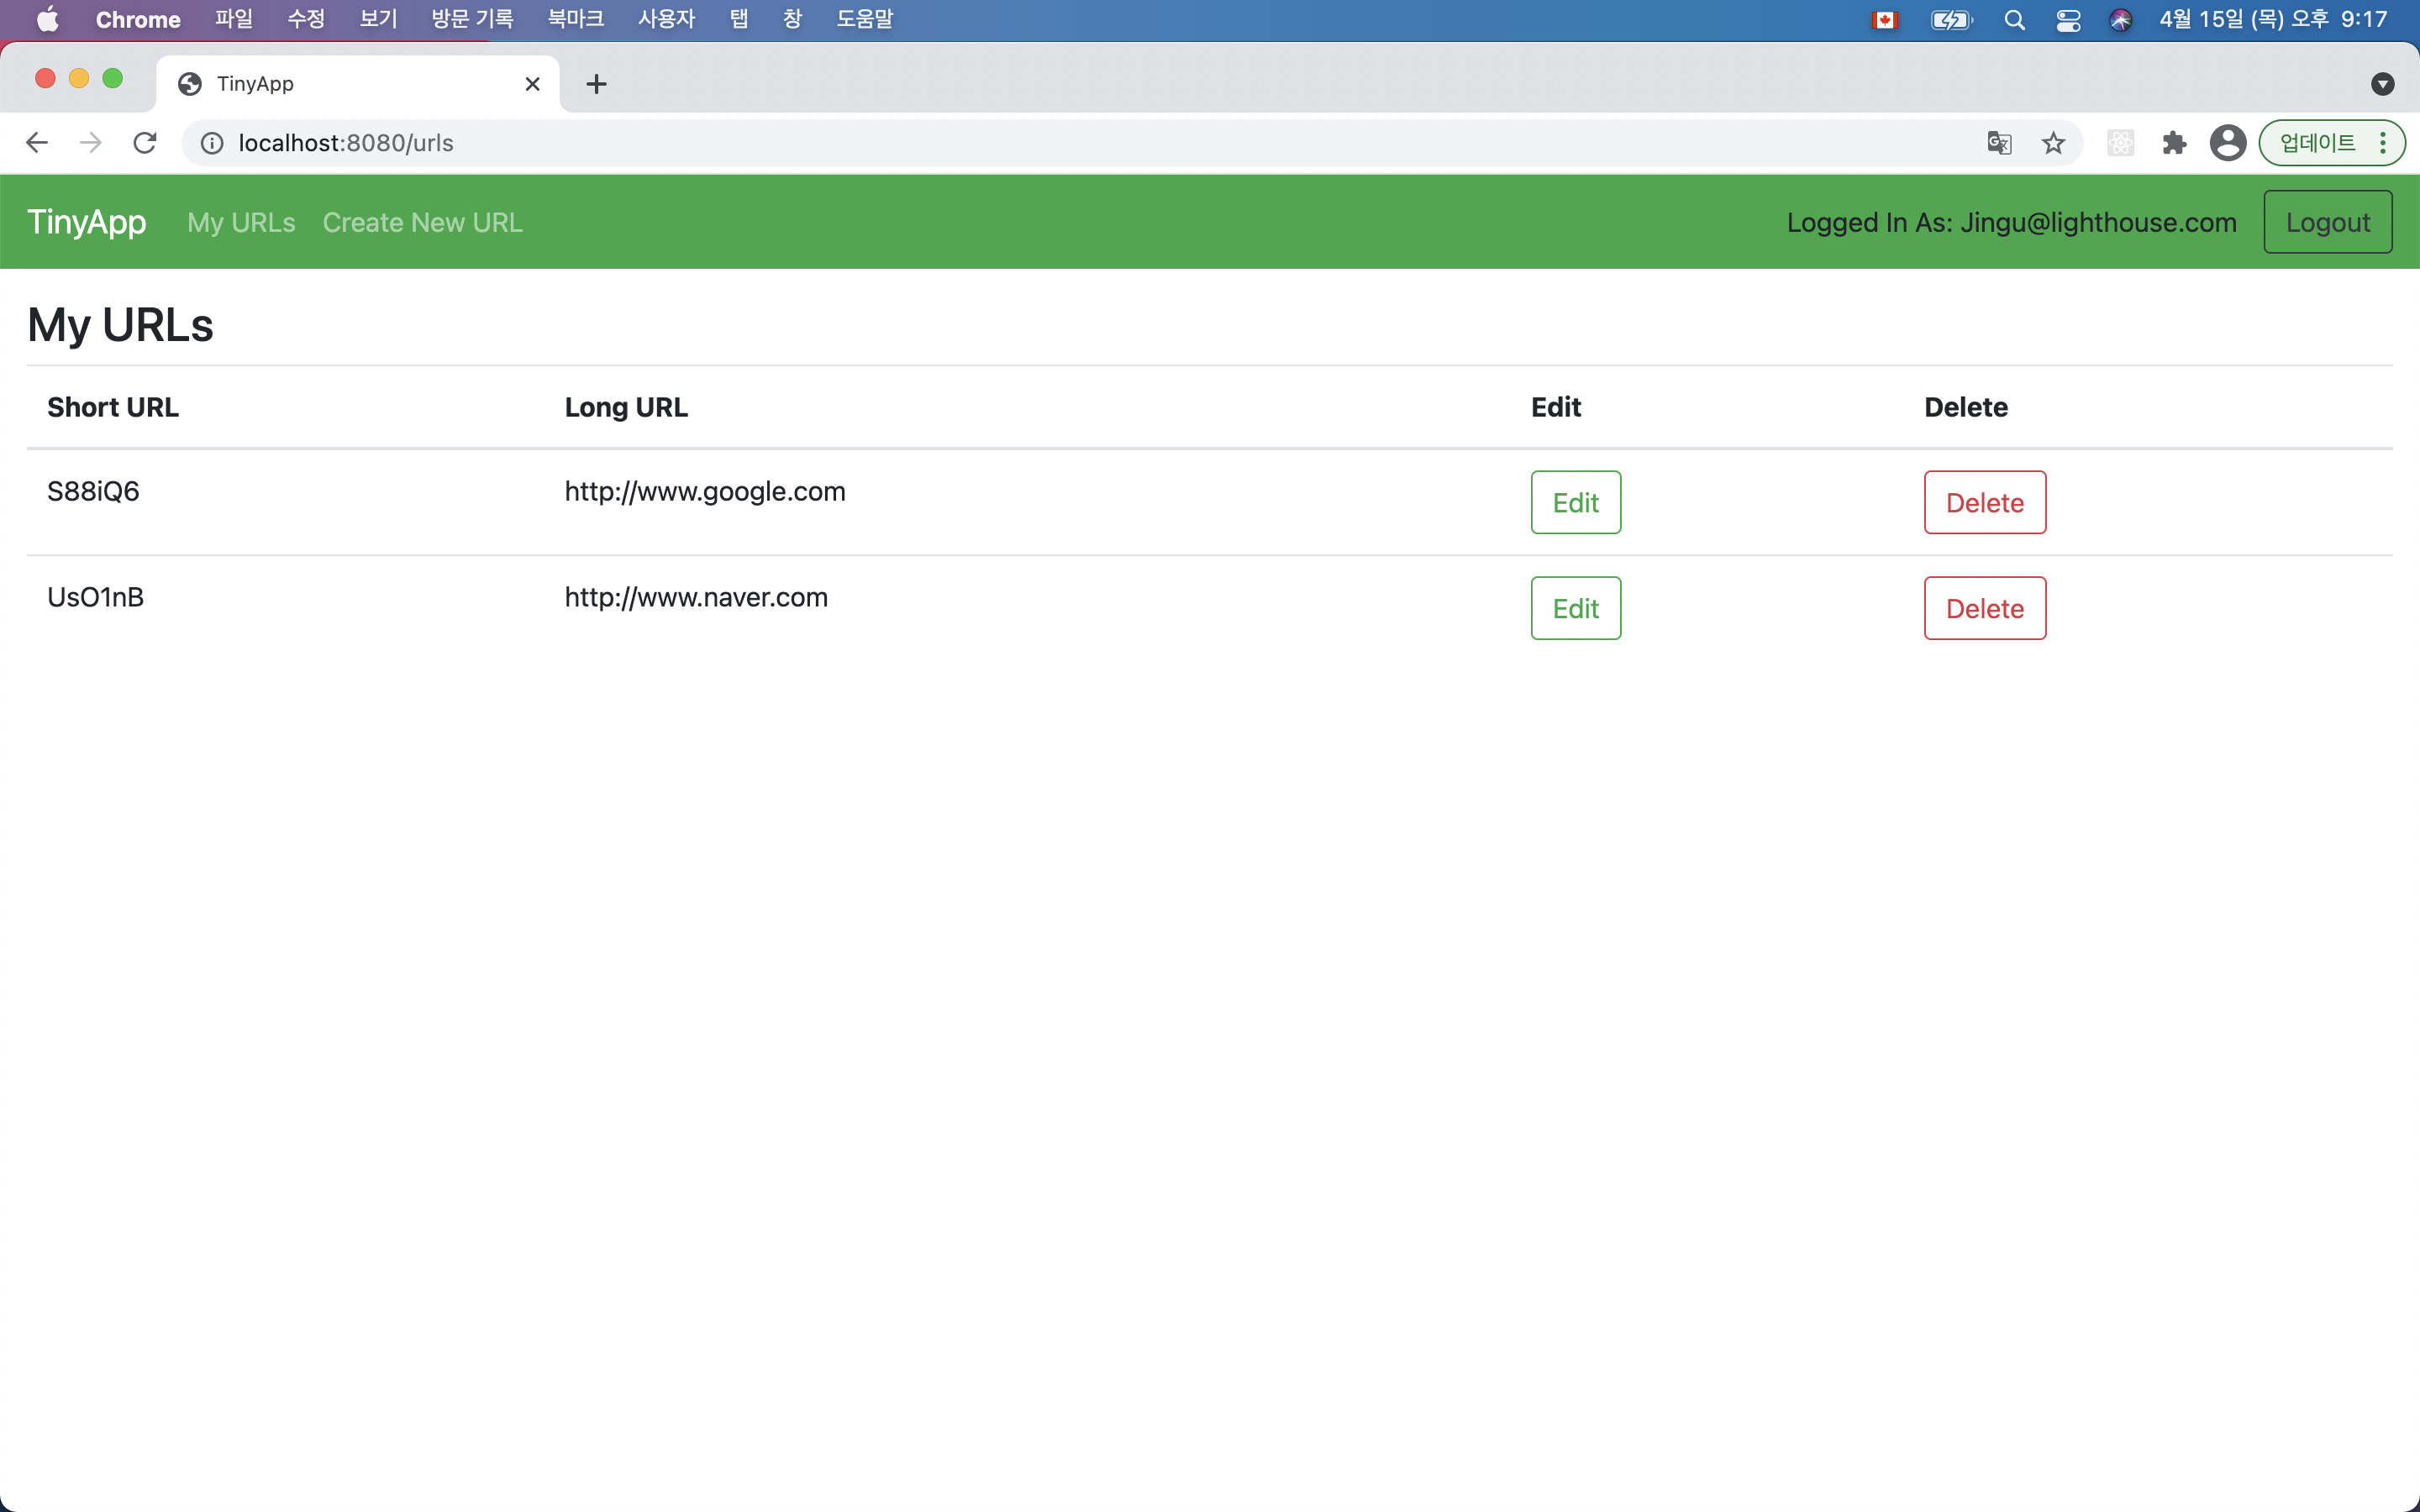 Chrome 파일 수정 보기 방문 기록 북마크 사용자 탭 창 도움말 4월 15일 (목) 오후 9:17
TinyApp
localhost:8080/urls 업데이트
TinyApp My URLs Create New URL Logged In As: Jingu@lighthouse.com Logout
My URLs
Short URL Long URL Edit Delete
S88iQ6 http://www.google.com Edit Delete
UsO1nB http://www.naver.com Edit Delete